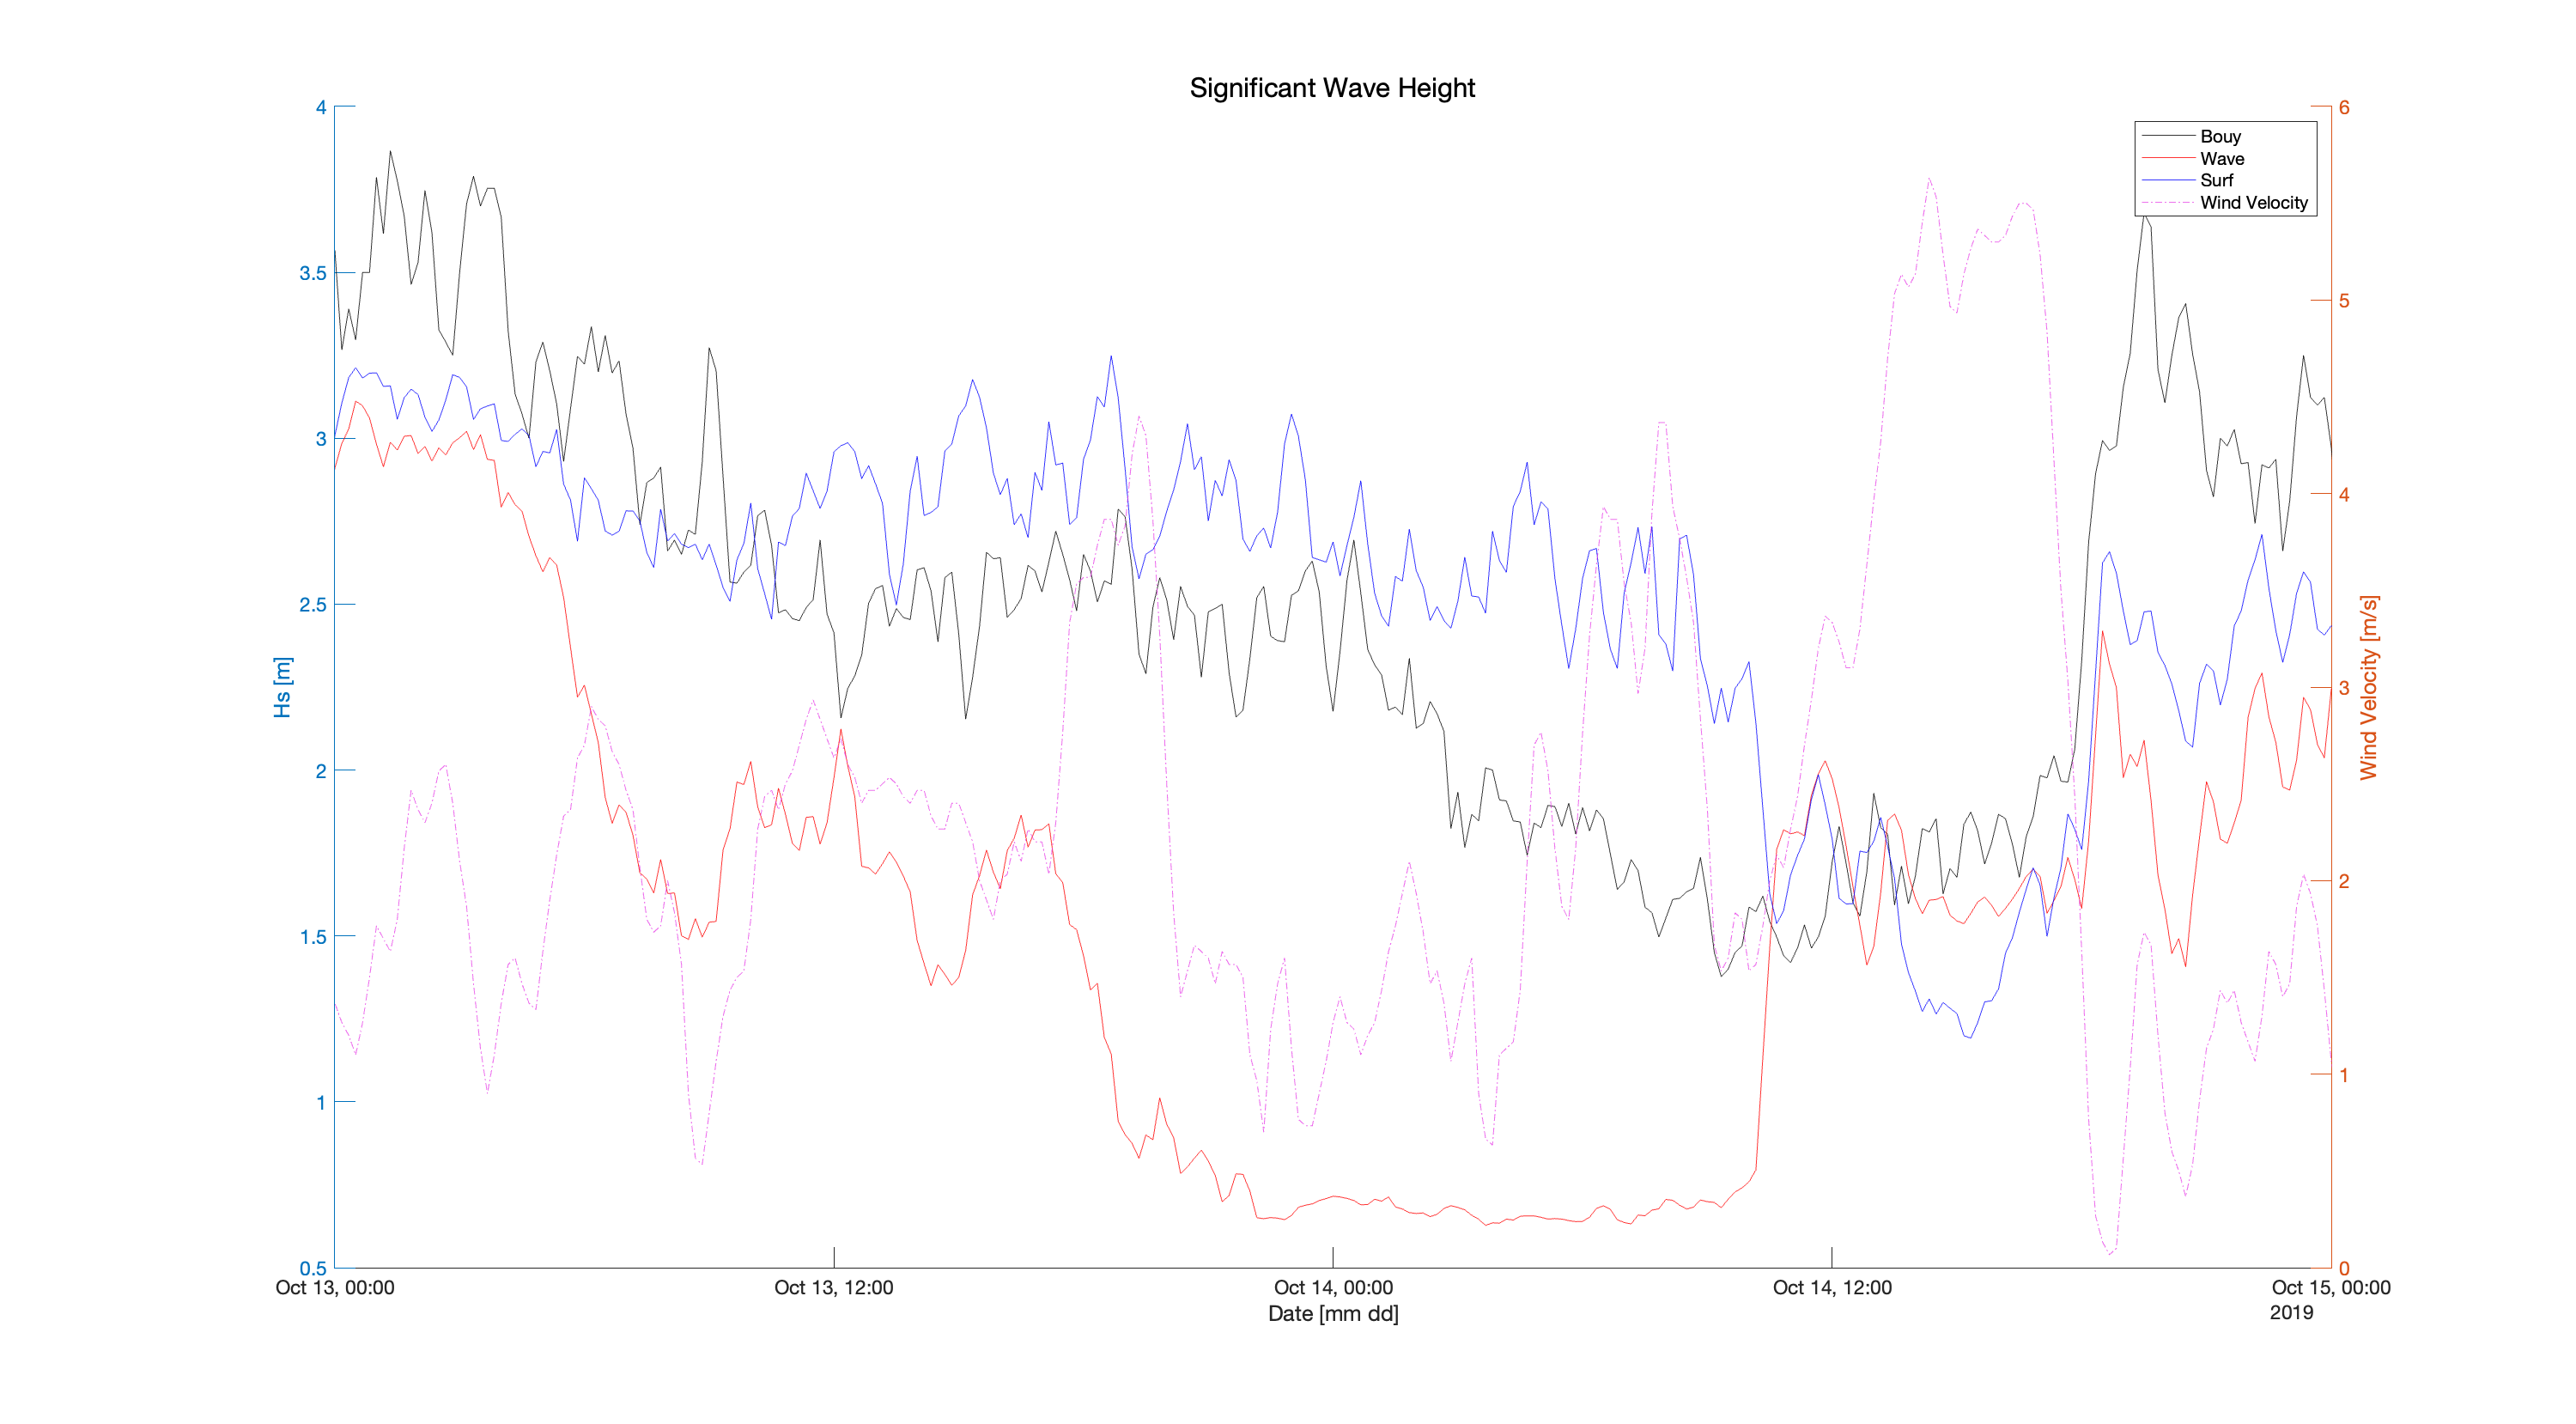 Significant Wave Height
4
3.5
3
2.5
2
1.5
1
0.5
Hs [m]
6
5
4
3
2
1
0
Wind Velocity [m/s]
Bouy
Wave
Surf
Wind Velocity
Oct 13, 00:00
Oct 13, 12:00
Oct 14, 00:00
Oct 14, 12:00
Oct 15, 00:00
Date [mm dd]
2019